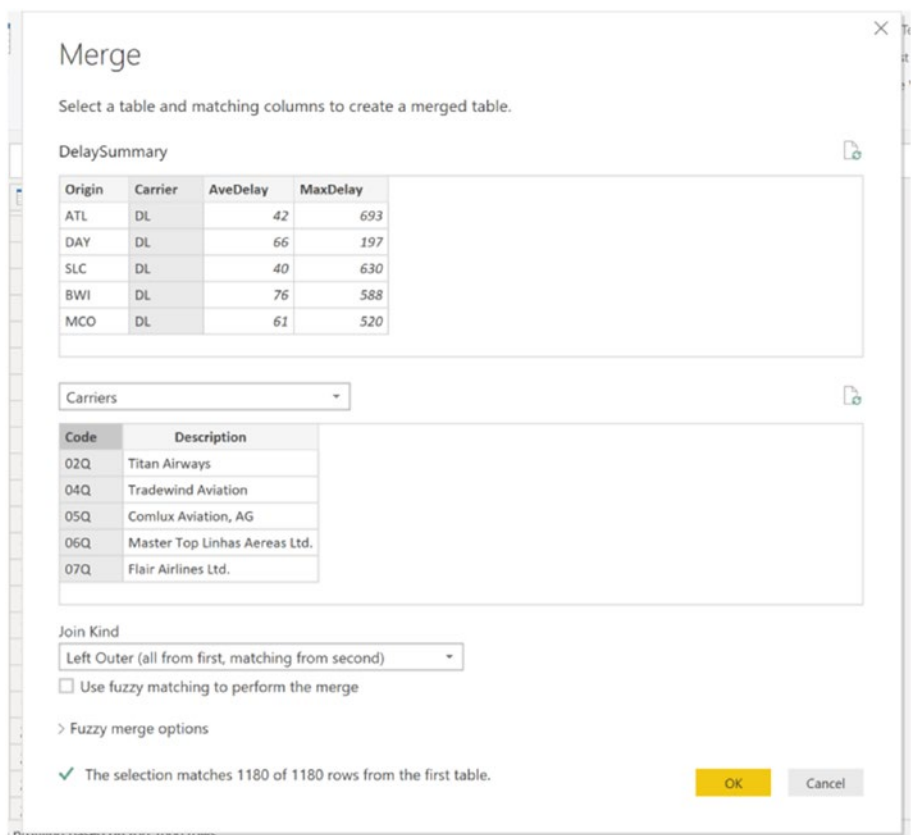 Merge
Select a table and matching columns to create a merged table.
DelaySummary
Origin Carrier AveDelay MaxDelay
ATL DL 42 693
DAY DL 66 197
SLC DL 40 630
BWI DL 76 588
MCO DL 61 520
Carriers
Code Description
02Q Titan Airways
04Q Tradewind Aviation
05Q Comlux Aviation, AG
06Q Master Top Linhas Aereas Ltd.
07Q Flair Airlines Ltd.
Join Kind
Left Outer (all from first, matching from second)
Use fuzzy matching to perform the merge
Fuzzy merge options
The selection matches 1180 of 1180 rows from the first table.
OK Cancel